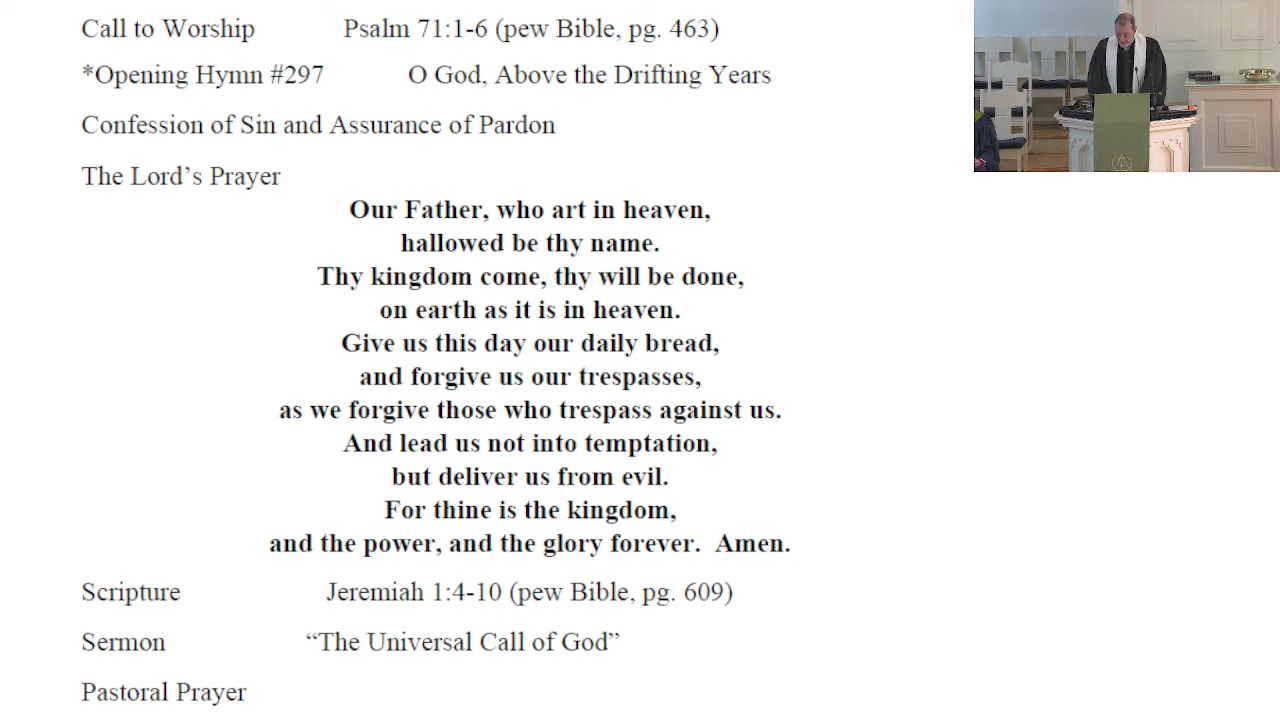 Call to Worship Psalm 71:1-6 (pew Bible, pg. 463)
*Opening Hymn #297 O God, Above the Drifting Years
Confession of Sin and Assurance of Pardon
The Lord’s Prayer
Our Father, who art in heaven,
hallowed be thy name.
Thy kingdom come, thy will be done,
on earth as it is in heaven.
Give us this day our daily bread,
and forgive us our trespasses,
as we forgive those who trespass against us.
And lead us not into temptation,
but deliver us from evil.
For thine is the kingdom,
and the power, and the glory forever.  Amen.
Scripture Jeremiah 1:4-10 (pew Bible, pg. 609)
Sermon “The Universal Call of God”
Pastoral Prayer